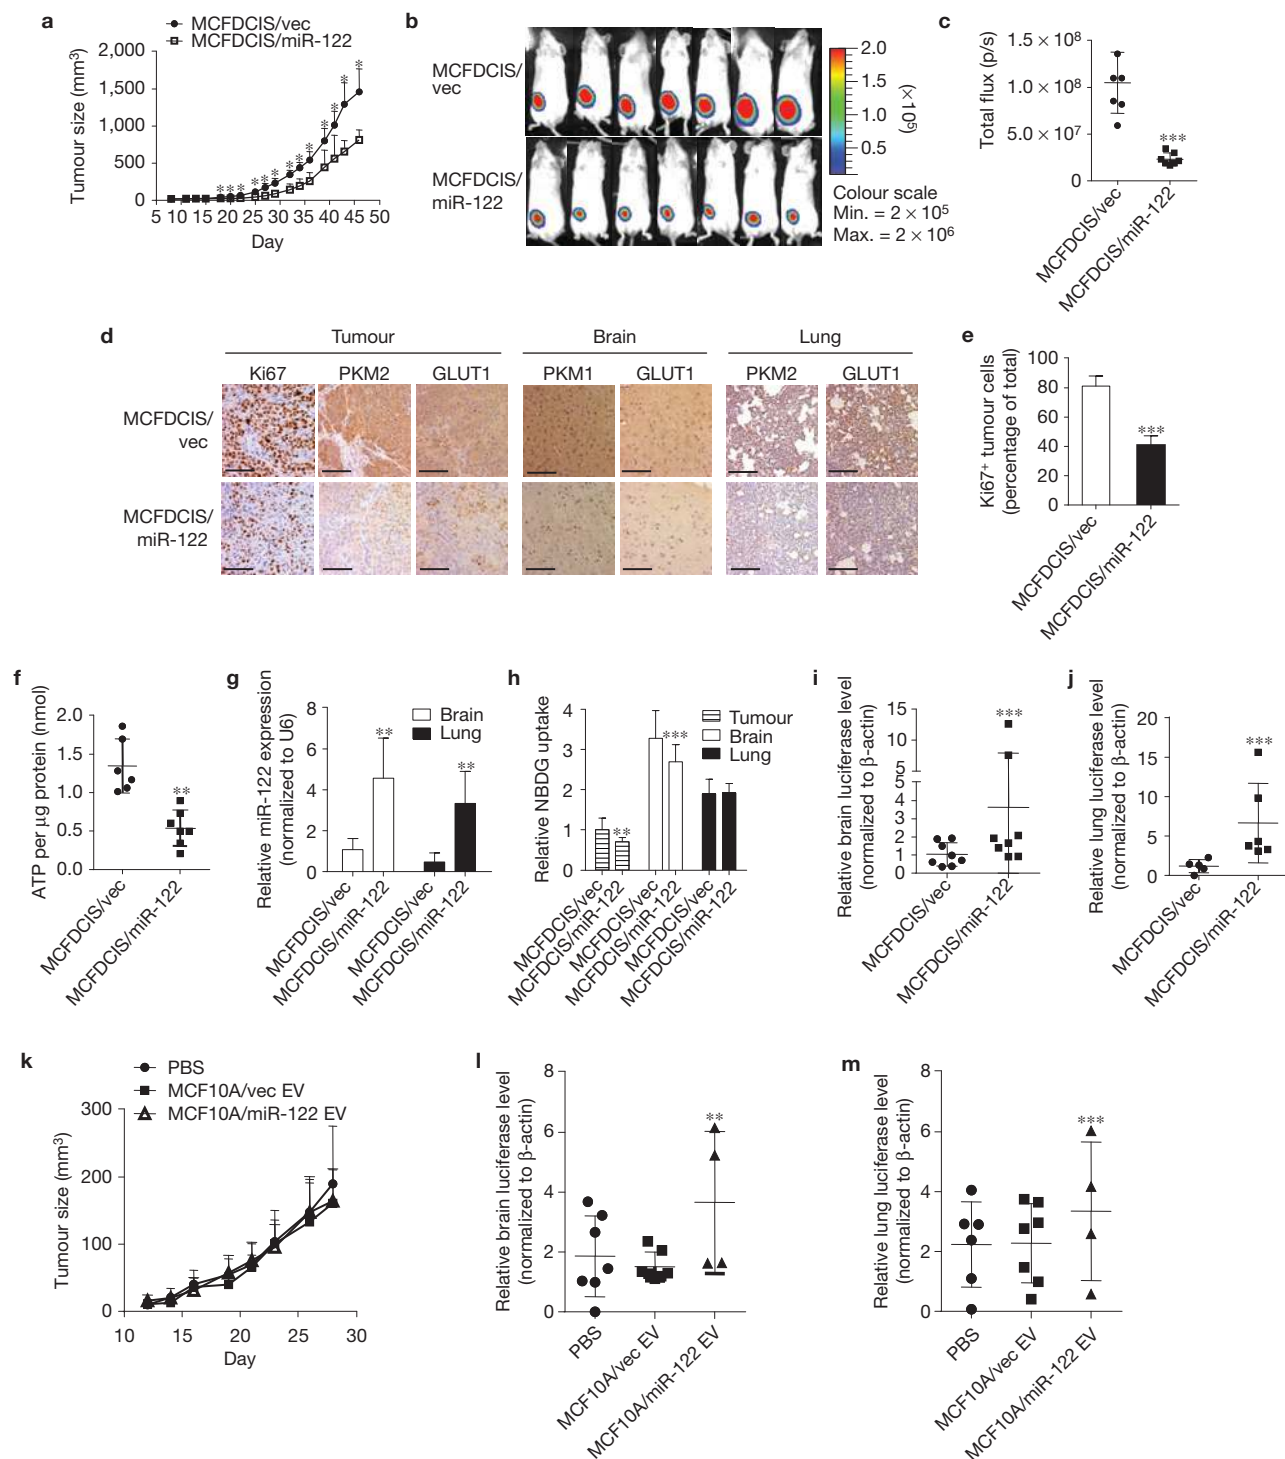 a
MCFDCIS/vec
MCFDCIS/miR-122
Tumour size (mm³)
2,000
1,500
1,000
500
0
* * * * * * * * * * * * *
5 10 15 20 25 30 35 40 45 50
Day
b
MCFDCIS/
vec
MCFDCIS/
miR-122
2.0
1.5
1.0
0.5
(×10⁵)
Colour scale
Min. = 2 × 10⁵
Max. = 2 × 10⁶
c
Total flux (p/s)
1.5 × 10⁸
1.0 × 10⁸
5.0 × 10⁷
0
***
MCFDCIS/vec
MCFDCIS/miR-122
d
Tumour Brain Lung
Ki67 PKM2 GLUT1 PKM1 GLUT1 PKM2 GLUT1
MCFDCIS/
vec
MCFDCIS/
miR-122
e
Ki67⁺ tumour cells
(percentage of total)
100
80
60
40
20
0
***
MCFDCIS/vec
MCFDCIS/miR-122
f
ATP per µg protein (nmol)
2.0
1.5
1.0
0.5
0.0
**
MCFDCIS/vec
MCFDCIS/miR-122
g
Relative miR-122 expression
(normalized to U6)
8
6
4
2
0
Brain
Lung
**
**
MCFDCIS/vec
MCFDCIS/miR-122
MCFDCIS/vec
MCFDCIS/miR-122
h
Relative NBDG uptake
4
3
2
1
0
Tumour
Brain
Lung
**
***
MCFDCIS/vec
MCFDCIS/miR-122
MCFDCIS/vec
MCFDCIS/miR-122
MCFDCIS/vec
MCFDCIS/miR-122
i
Relative brain luciferase level
(normalized to β-actin)
15
10
5
4
3
2
1
0
***
MCFDCIS/vec
MCFDCIS/miR-122
j
Relative lung luciferase level
(normalized to β-actin)
20
15
10
5
0
***
MCFDCIS/vec
MCFDCIS/miR-122
k
PBS
MCF10A/vec EV
MCF10A/miR-122 EV
Tumour size (mm³)
300
200
100
0
10 15 20 25 30
Day
l
Relative brain luciferase level
(normalized to β-actin)
8
6
4
2
0
**
PBS
MCF10A/vec EV
MCF10A/miR-122 EV
m
Relative lung luciferase level
(normalized to β-actin)
8
6
4
2
0
***
PBS
MCF10A/vec EV
MCF10A/miR-122 EV